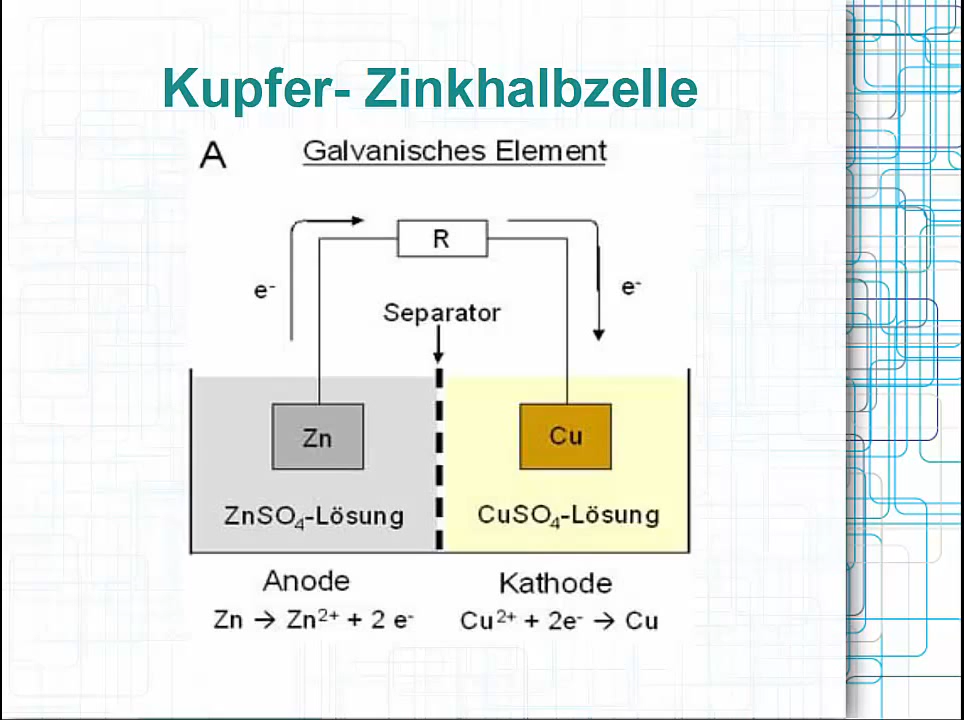 Kupfer- Zinkhalbzelle
A
Galvanisches Element
R
e-
e-
Separator
Zn
Cu
ZnSO4-Lösung
CuSO4-Lösung
Anode
Kathode
Zn → Zn2+ + 2 e-
Cu2+ + 2e- → Cu